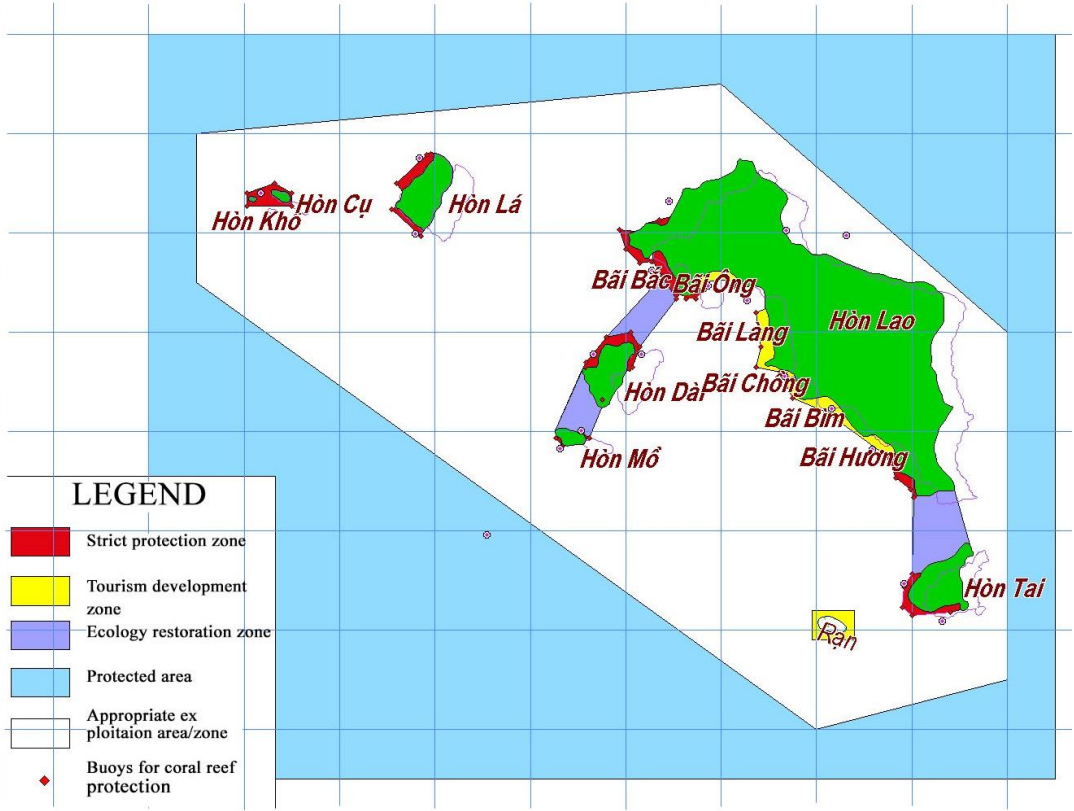 Hòn Cụ
Hòn Khô
Hòn Lá
Bãi Bắc
Bãi Ông
Hòn Lao
Bãi Làng
Bãi Chồng
Hòn Dài
Bãi Bìm
Bãi Hương
Hòn Mồ
Hòn Tai
Rạn
LEGEND
Strict protection zone
Tourism development
zone
Ecology restoration zone
Protected area
Appropriate ex
ploitaion area/zone
Buoys for coral reef
protection